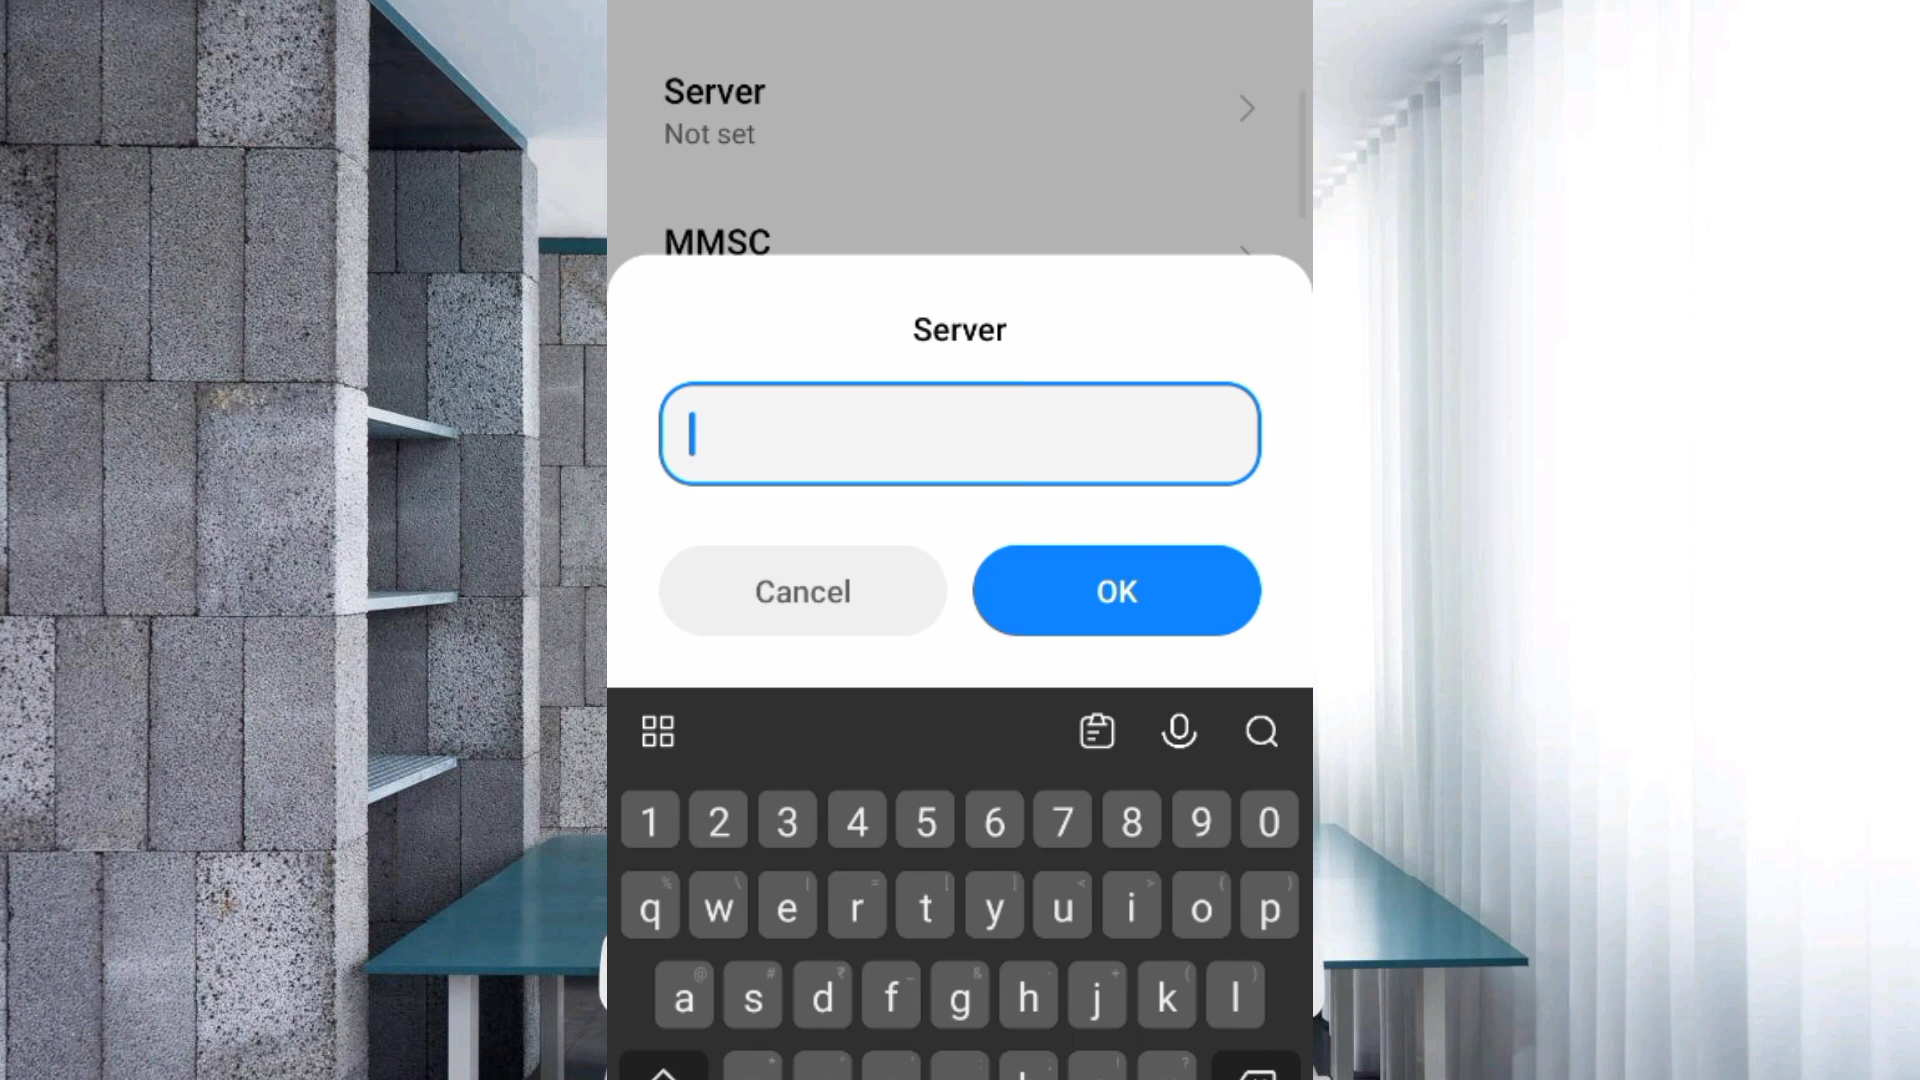 Server
Not set
MMSC
Server
Cancel
OK
1 2 3 4 5 6 7 8 9 0
q w e r t y u i o p
a s d f g h j k l